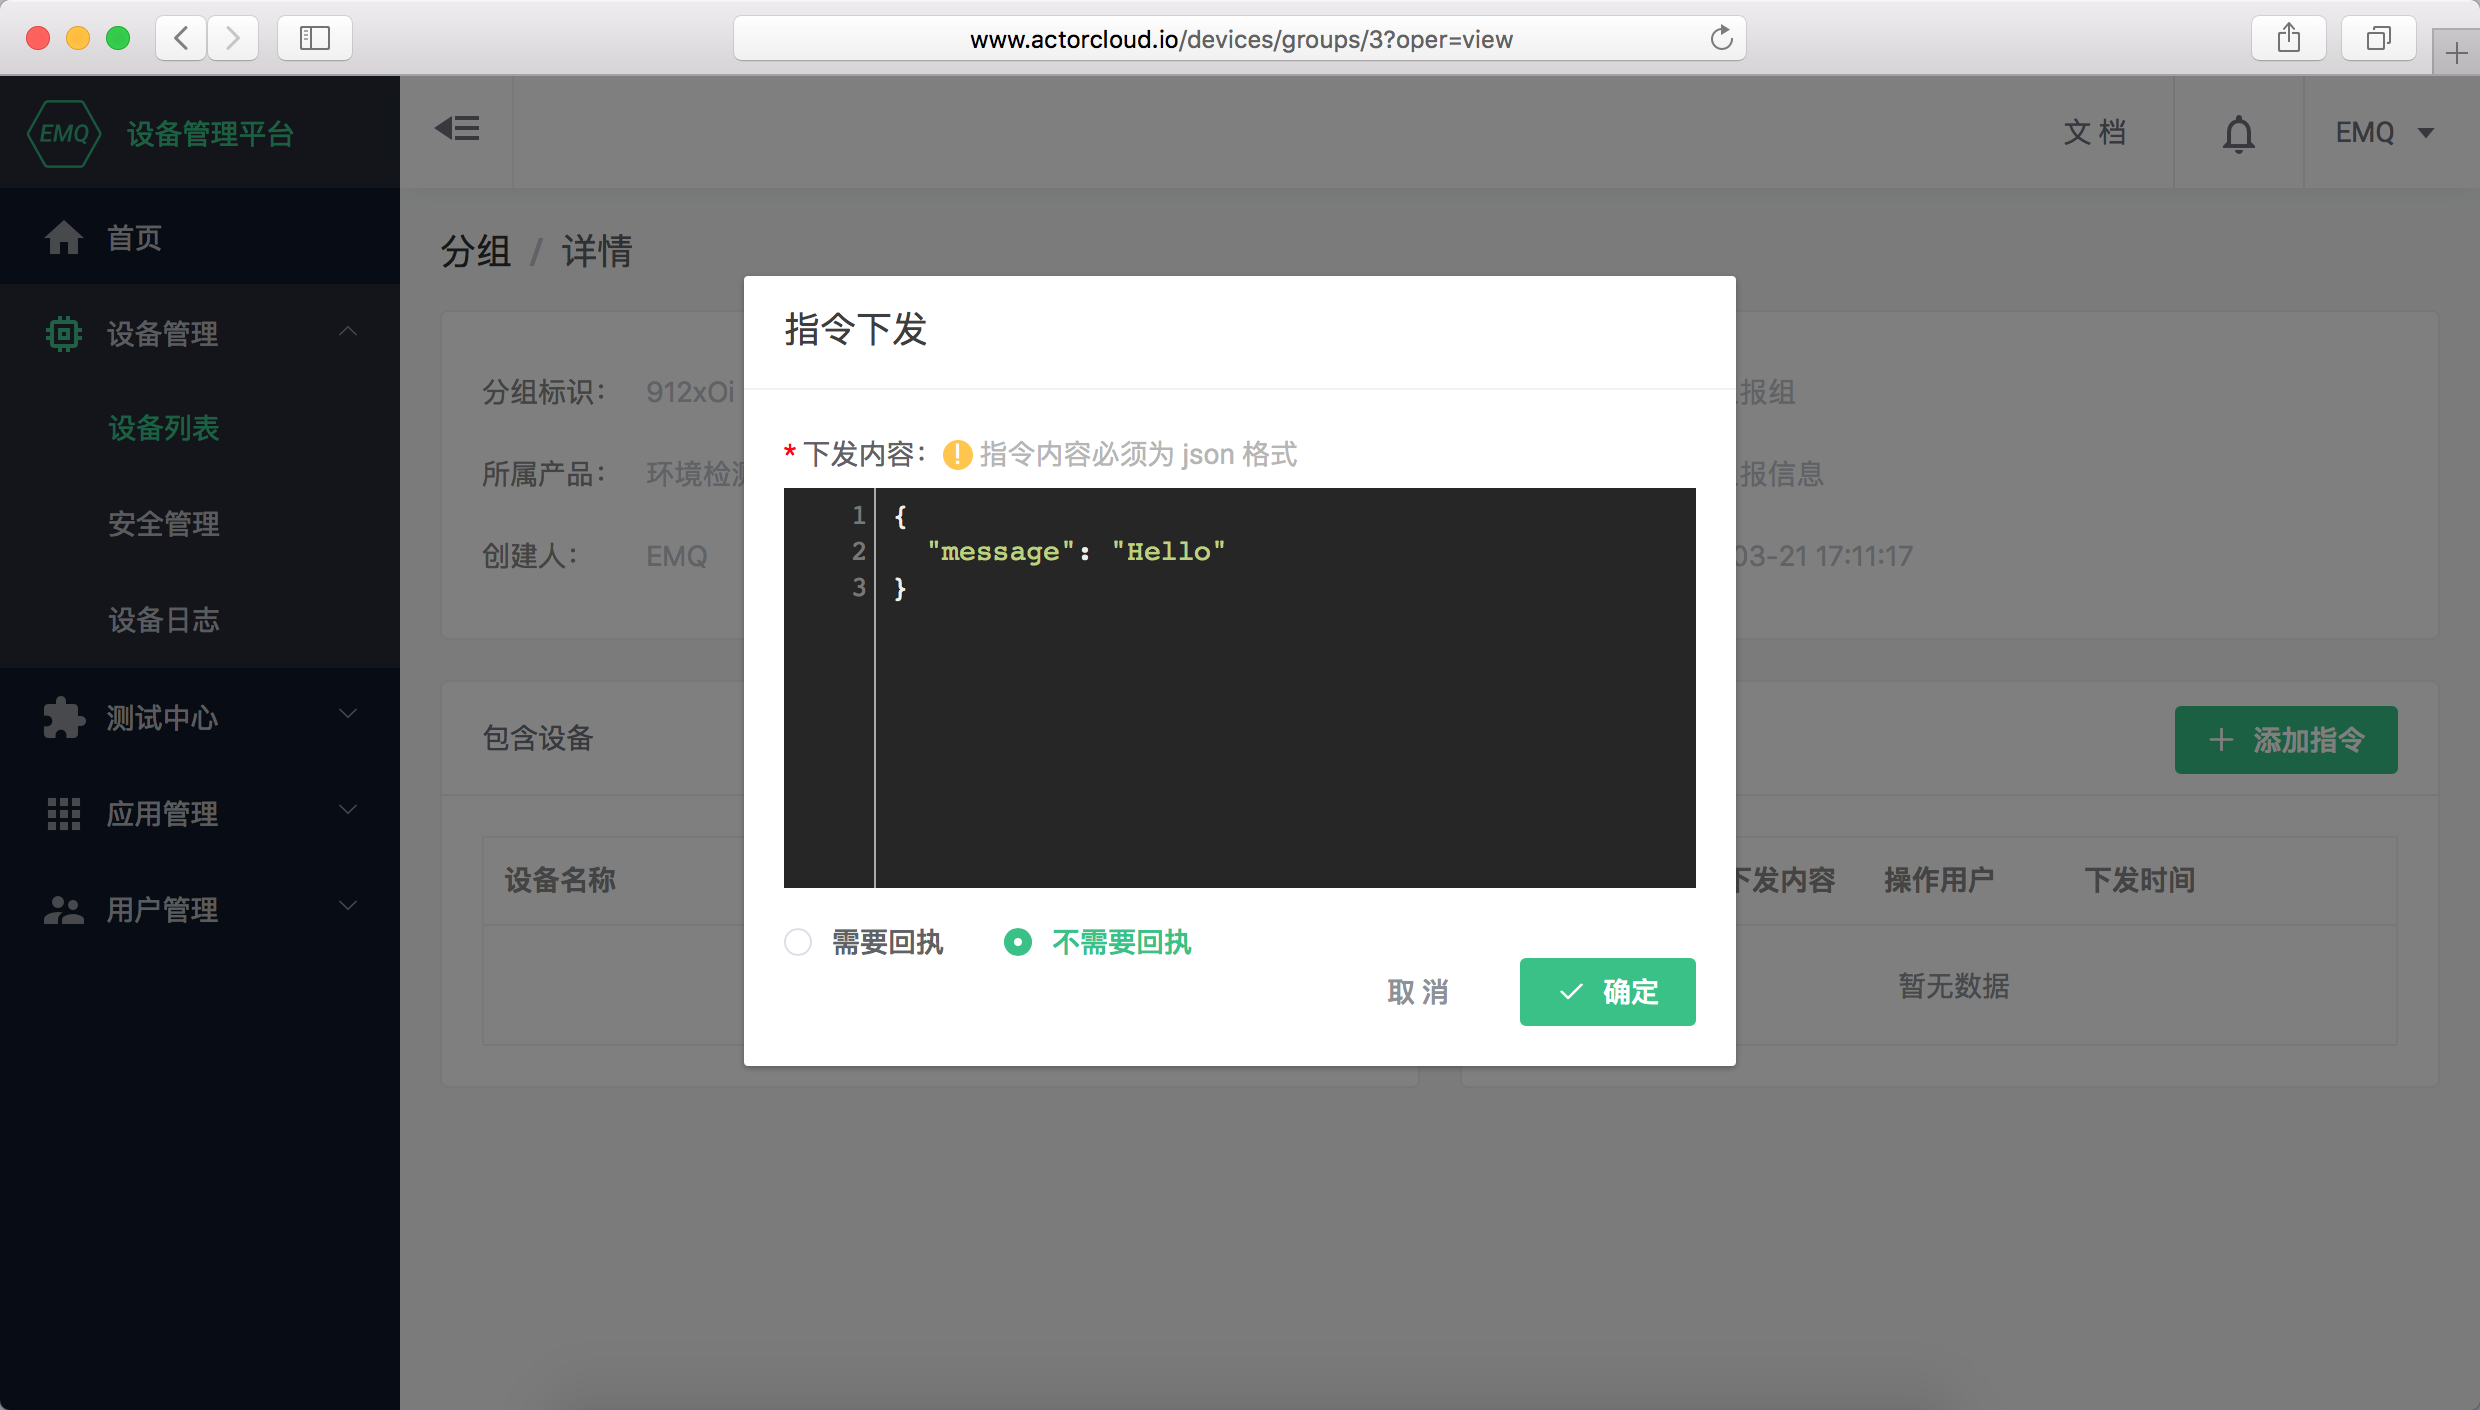 www.actorcloud.io/devices/groups/3?oper=view
EMQ 设备管理平台
文 档
EMQ
首页
设备管理
设备列表
安全管理
设备日志
测试中心
应用管理
用户管理
分组 / 详情
分组标识： 912xOi
报组
所属产品： 环境检
报信息
创建人： EMQ
03-21 17:11:17
包含设备
添加指令
设备名称
下发内容 操作用户 下发时间
暂无数据
指令下发
* 下发内容： 指令内容必须为 json 格式
1 {
2 "message": "Hello"
3 }
需要回执 不需要回执
取 消 确定